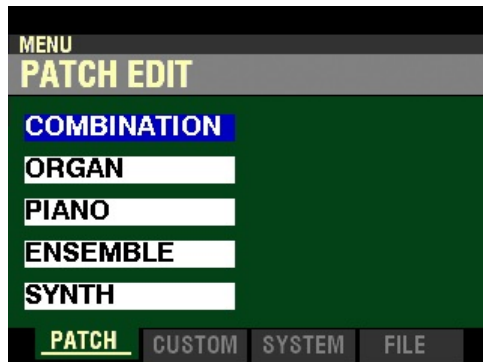 MENU
PATCH EDIT
COMBINATION
ORGAN
PIANO
ENSEMBLE
SYNTH
PATCH CUSTOM SYSTEM FILE